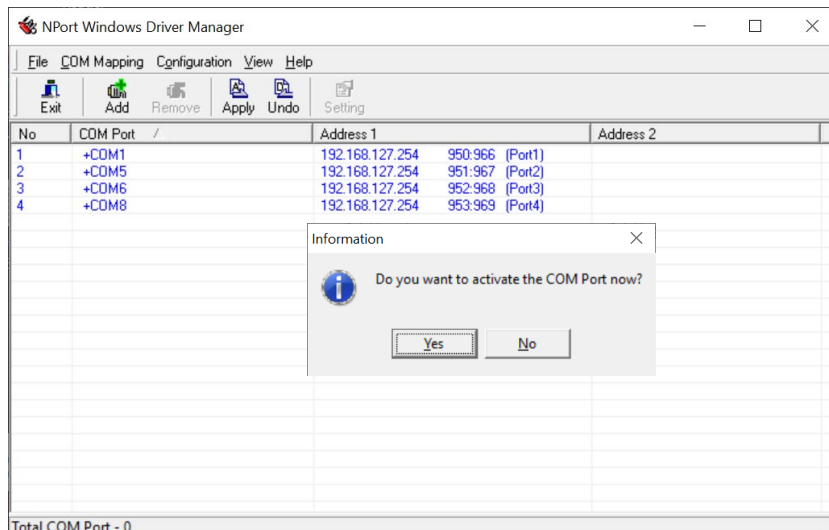 NPort Windows Driver Manager
File COM Mapping Configuration View Help
Exit Add Remove Apply Undo Setting
No COM Port / Address 1 Address 2
1 +COM1 192.168.127.254 950:966 (Port1)
2 +COM5 192.168.127.254 951:967 (Port2)
3 +COM6 192.168.127.254 952:968 (Port3)
4 +COM8 192.168.127.254 953:969 (Port4)
Information
Do you want to activate the COM Port now?
Yes No
Total COM Port - 0